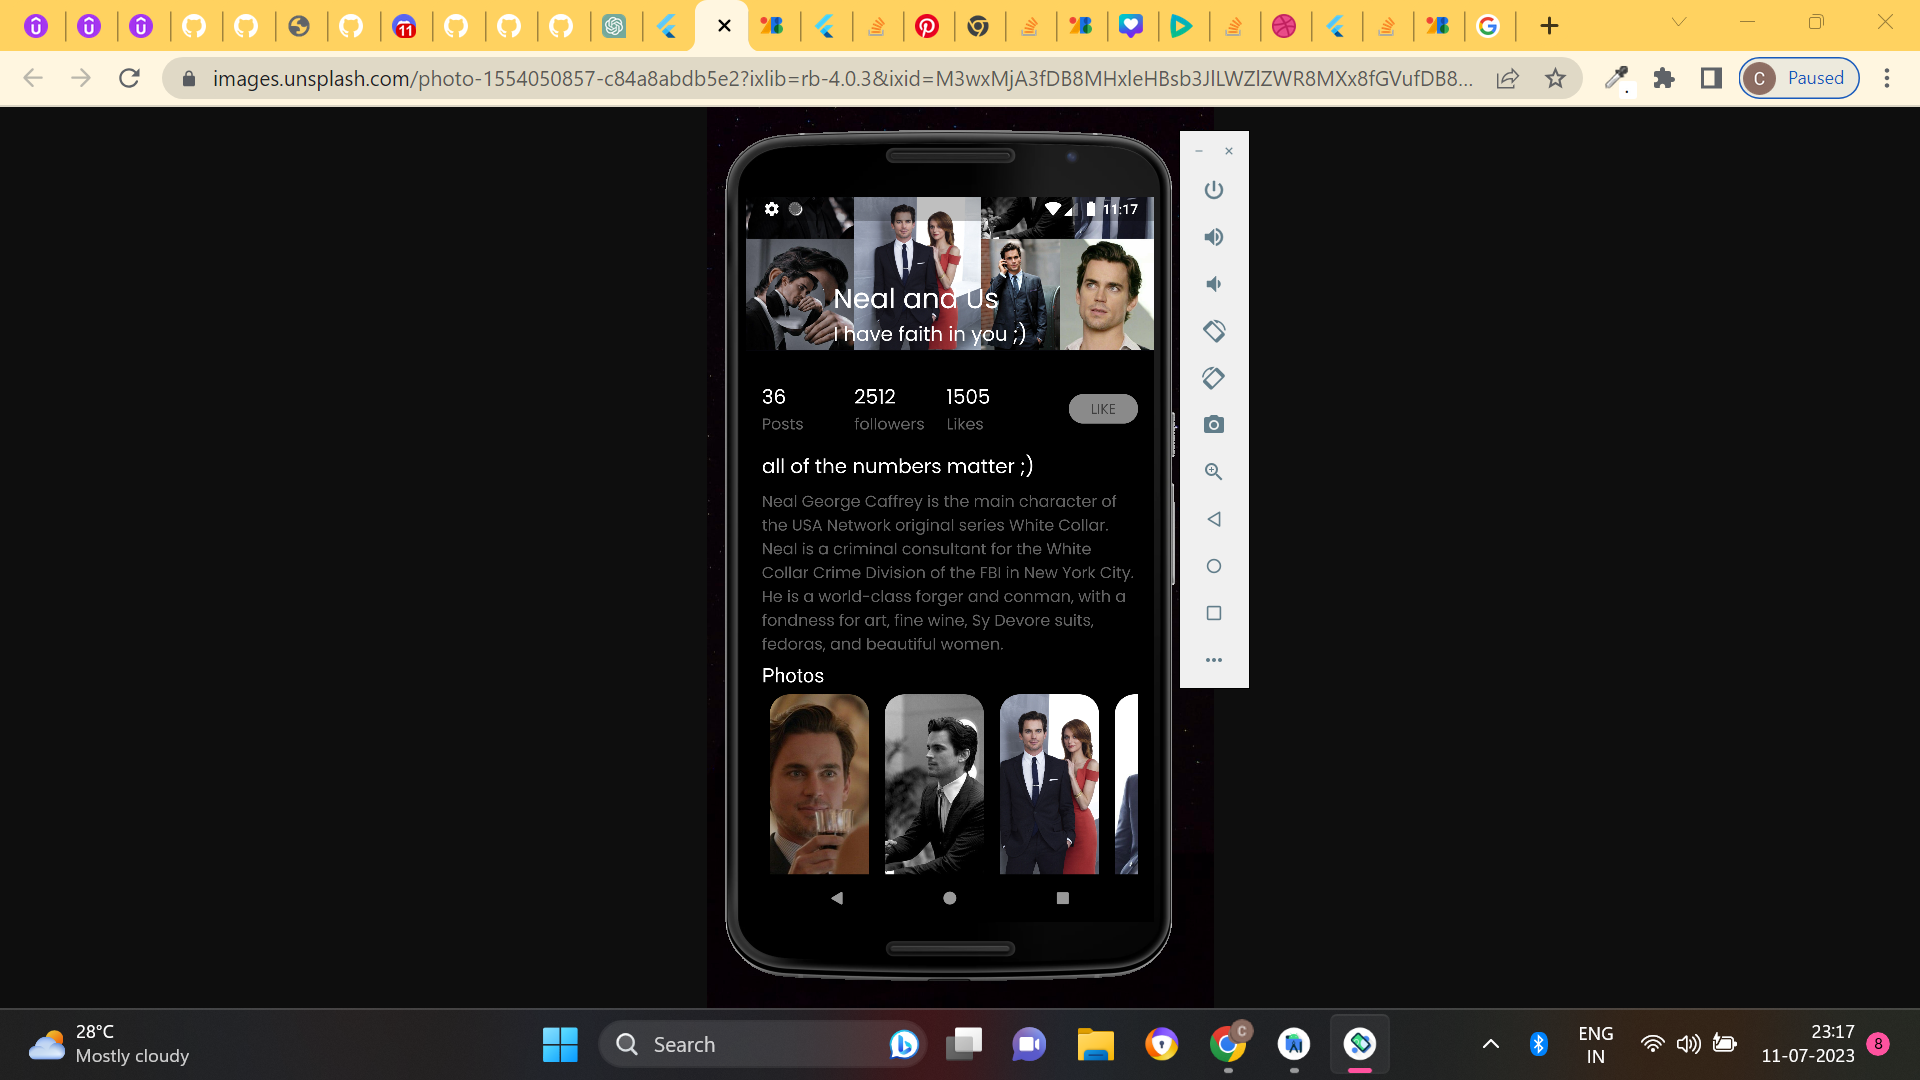 11
images.unsplash.com/photo-1554050857-c84a8abdb5e2?ixlib=rb-4.0.3&ixid=M3wxMjA3fDB8MHxleHBsb3JlLWZlZWR8MXx8fGVufDB8...
C
Paused
11:17
Neal and Us
I have faith in you ;)
36 2512 1505
Posts followers Likes
LIKE
all of the numbers matter ;)
Neal George Caffrey is the main character of
the USA Network original series White Collar.
Neal is a criminal consultant for the White
Collar Crime Division of the FBI in New York City.
He is a world-class forger and conman, with a
fondness for art, fine wine, Sy Devore suits,
fedoras, and beautiful women.
Photos
28°C
Mostly cloudy
Search
C
ENG
IN
23:17
11-07-2023
8